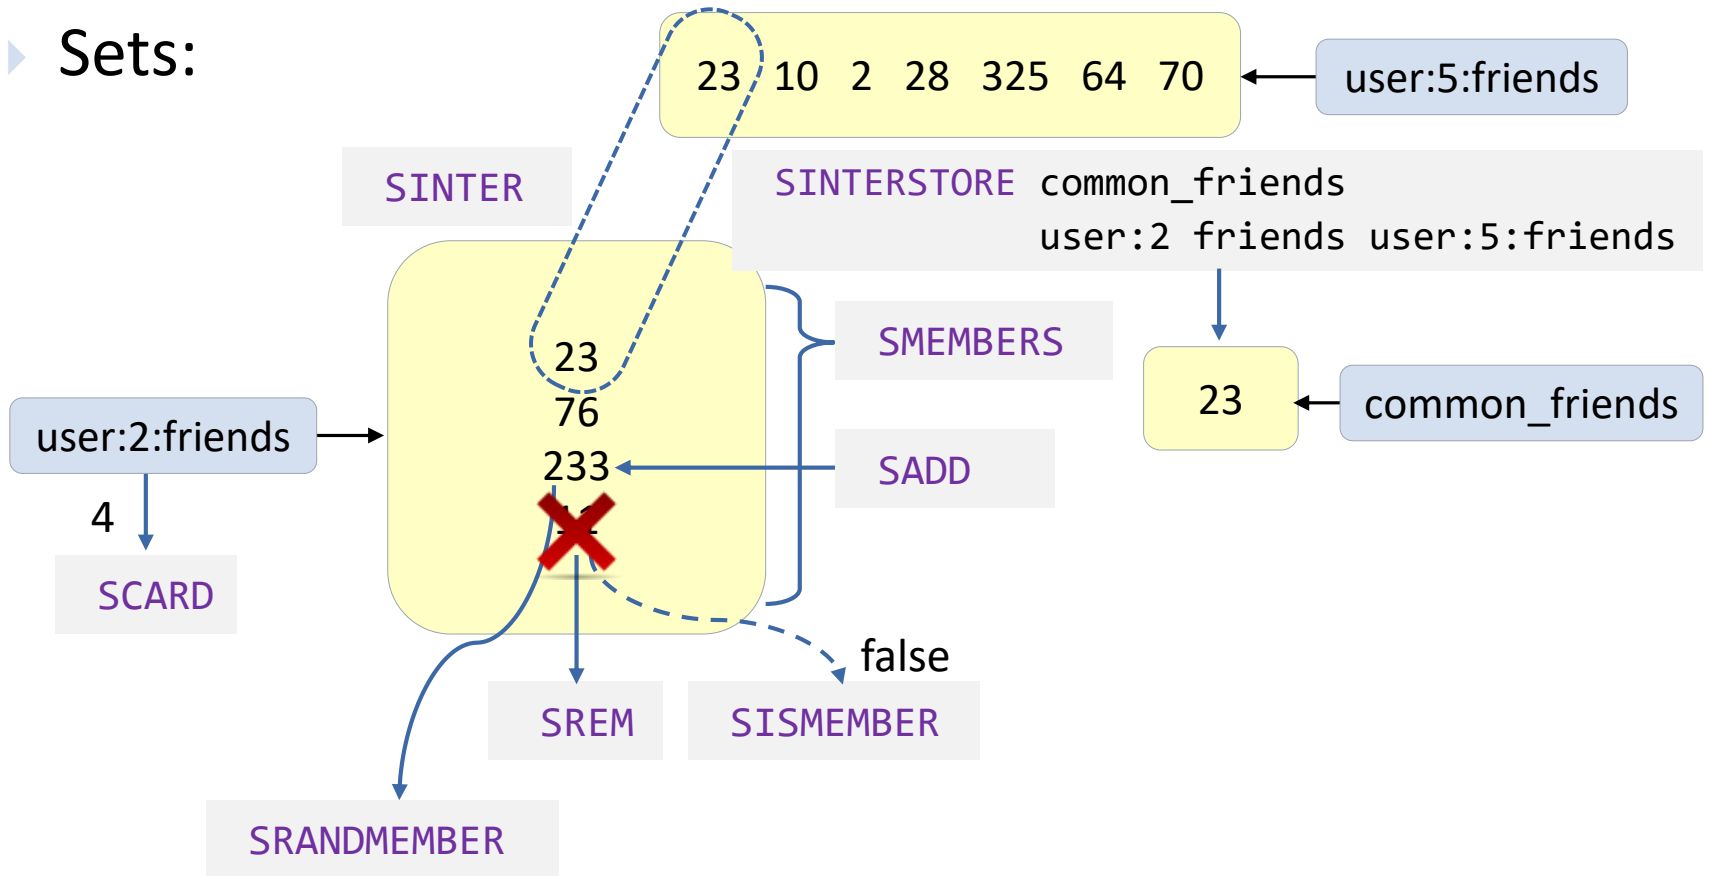 Sets:
23 10 2 28 325 64 70
user:5:friends
SINTER
SINTERSTORE common_friends
user:2 friends user:5:friends
SMEMBERS
23
76
233
user:2:friends
23
common_friends
SADD
4
SCARD
false
SREM
SISMEMBER
SRANDMEMBER